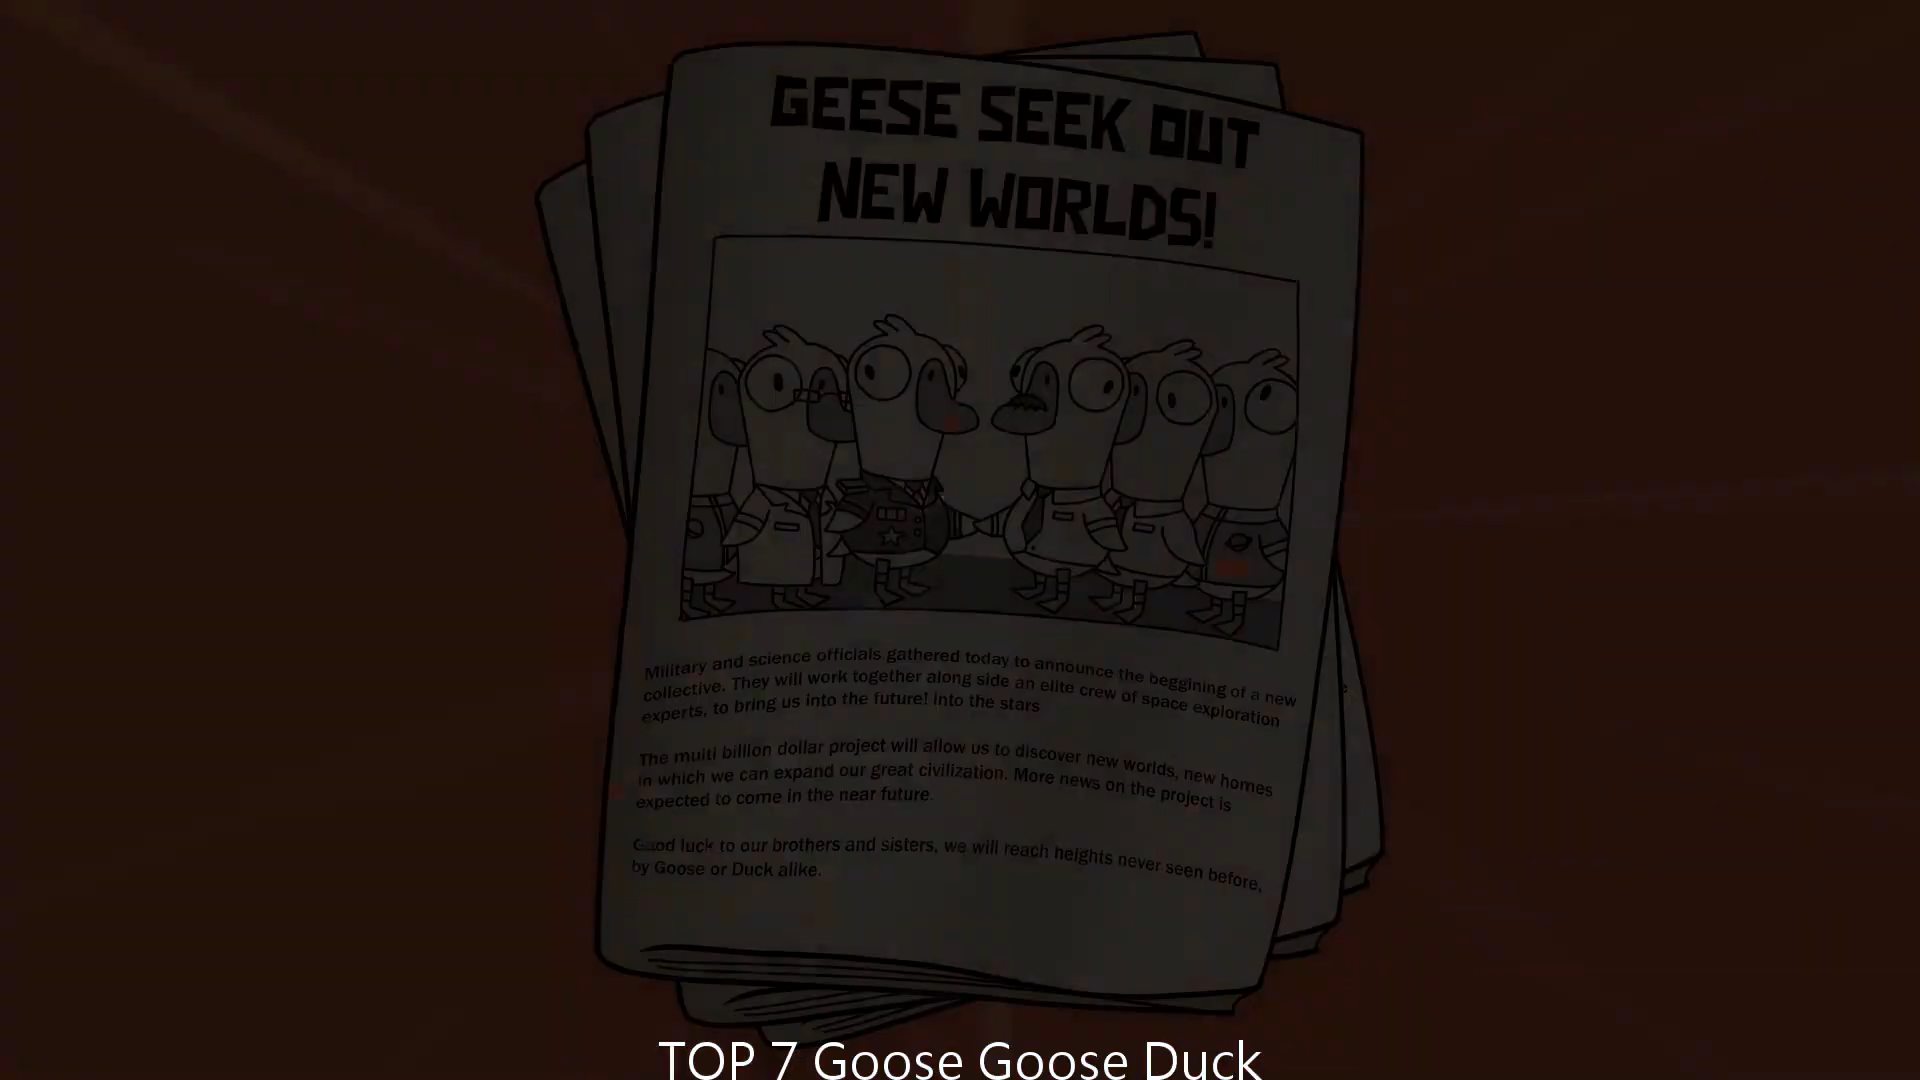 GEESE SEEK OUT
NEW WORLDS!
Military and science officials gathered today to announce the beggining of a new
collective. They will work together along side an elite crew of space exploration
experts, to bring us into the future! into the stars
The multi billion dollar project will allow us to discover new worlds, new homes
in which we can expand our great civilization. More news on the project is
expected to come in the near future.
Good luck to our brothers and sisters, we will reach heights never seen before,
by Goose or Duck alike.
TOP 7 Goose Goose Duck